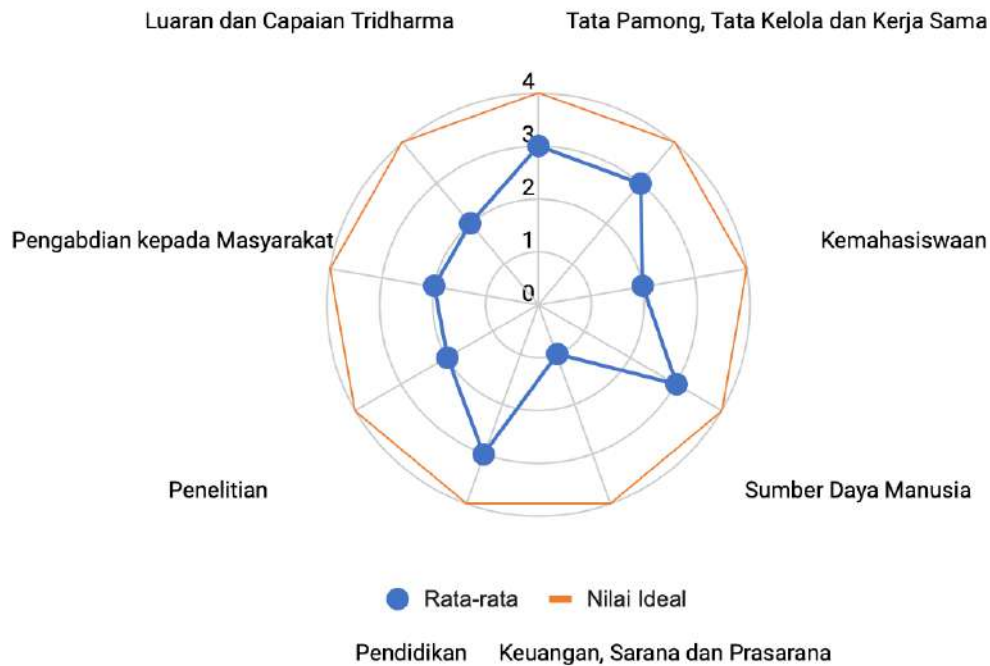 Luaran dan Capaian Tridharma
Tata Pamong, Tata Kelola dan Kerja Sama
4
3
2
1
0
Pengabdian kepada Masyarakat
Kemahasiswaan
Penelitian
Sumber Daya Manusia
Rata-rata
Nilai Ideal
Pendidikan
Keuangan, Sarana dan Prasarana